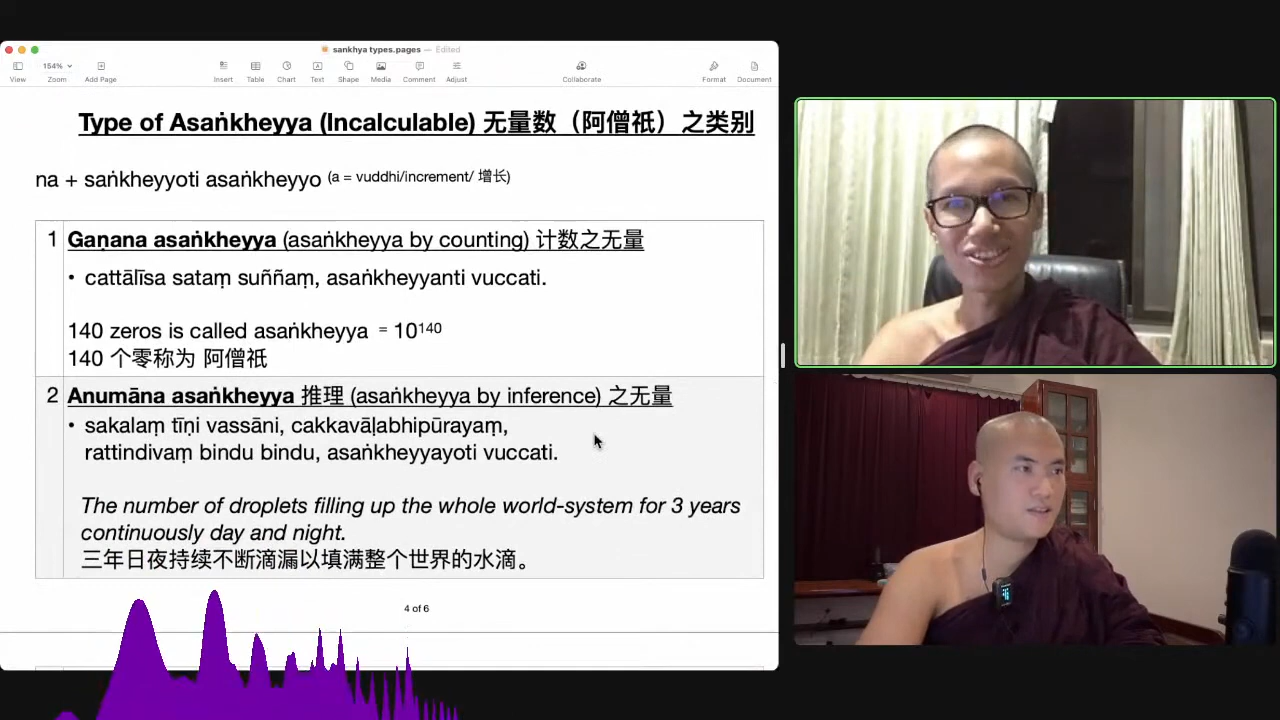 sankhya types.pages — Edited
154%
View
Zoom
Add Page
Insert
Table
Chart
Text
Shape
Media
Comment
Adjust
Collaborate
Format
Document
Type of Asaṅkheyya (Incalculable) 无量数（阿僧祇）之类别
na + saṅkheyyoti asaṅkheyyo (a = vuddhi/increment/ 增长)
1 Gaṇana asaṅkheyya (asaṅkheyya by counting) 计数之无量
• cattālīsa sataṃ suññaṃ, asaṅkheyyanti vuccati.
140 zeros is called asaṅkheyya = 10¹⁴⁰
140 个零称为 阿僧祇
2 Anumāna asaṅkheyya 推理 (asaṅkheyya by inference) 之无量
• sakalaṃ tīṇi vassāni, cakkavāḷabhipūrayaṃ,
rattindivaṃ bindu bindu, asaṅkheyyayoti vuccati.
The number of droplets filling up the whole world-system for 3 years
continuously day and night.
三年日夜持续不断滴漏以填满整个世界的水滴。
4 of 6